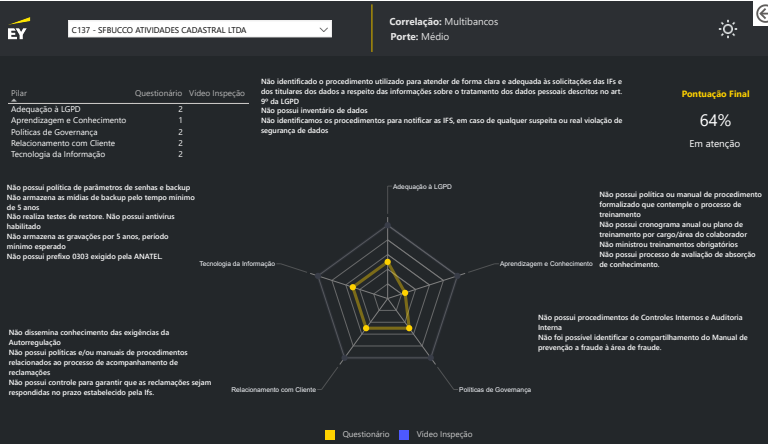 EY
C137 - SFBUCCO ATIVIDADES CADASTRAL LTDA
Correlação: Multibancos
Porte: Médio
Pilar Questionário Vídeo Inspeção
Adequação à LGPD 2
Aprendizagem e Conhecimento 1
Políticas de Governança 2
Relacionamento com Cliente 2
Tecnologia da Informação 2
Não identificado o procedimento utilizado para atender de forma clara e adequada às solicitações das IFs e
dos titulares dos dados a respeito das informações sobre o tratamento dos dados pessoais descritos no art.
9º da LGPD
Não possui inventário de dados
Não identificamos os procedimentos para notificar as IFS, em caso de qualquer suspeita ou real violação de
segurança de dados
Pontuação Final
64%
Em atenção
Não possui política de parâmetros de senhas e backup
Não armazena as mídias de backup pelo tempo mínimo
de 5 anos
Não realiza testes de restore. Não possui antivírus
habilitado
Não armazena as gravações por 5 anos, período
mínimo esperado
Não possui prefixo 0303 exigido pela ANATEL.
Adequação à LGPD
Não possui política ou manual de procedimento
formalizado que contemple o processo de
treinamento
Não possui cronograma anual ou plano de
treinamento por cargo/área do colaborador
Não ministrou treinamentos obrigatórios
Não possui processo de avaliação de absorção
de conhecimento.
Tecnologia da Informação
Aprendizagem e Conhecimento
Não possui procedimentos de Controles Internos e Auditoria
Interna
Não foi possível identificar o compartilhamento do Manual de
prevenção a fraude à área de fraude.
Não dissemina conhecimento das exigências da
Autorregulação
Não possui políticas e/ou manuais de procedimentos
relacionados ao processo de acompanhamento de
reclamações
Não possui controle para garantir que as reclamações sejam
respondidas no prazo estabelecido pela Ifs.
Relacionamento com Cliente
Políticas de Governança
Questionário Vídeo Inspeção